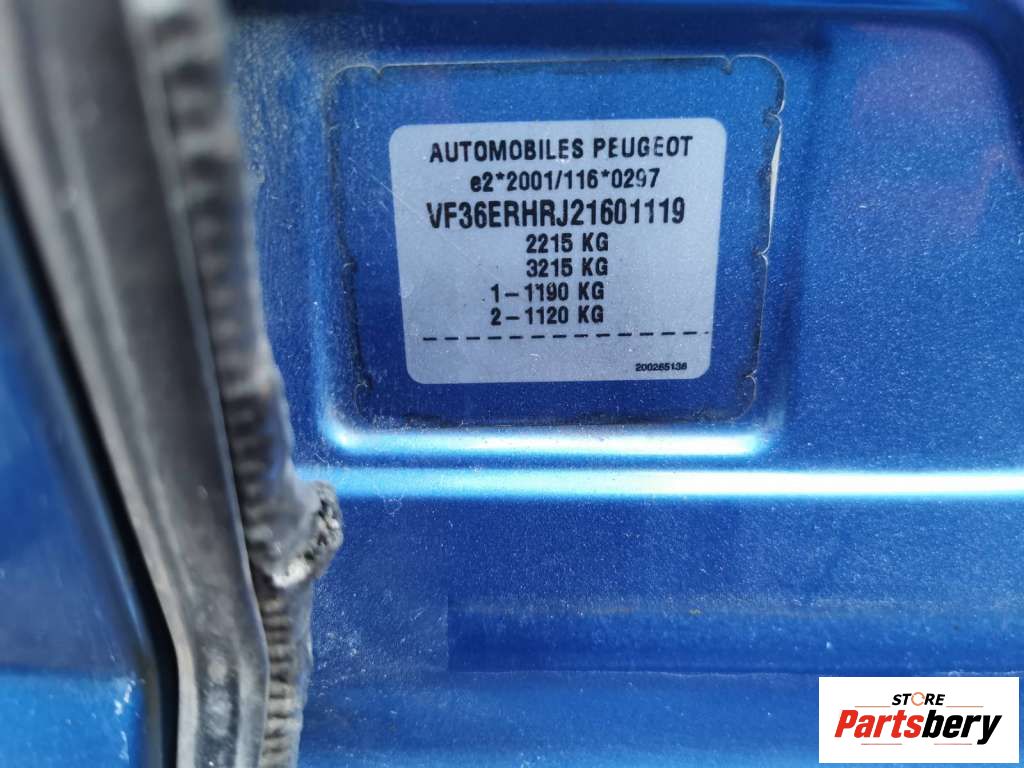 AUTOMOBILES PEUGEOT
e2*2001/116*0297
VF36ERHRJ21601119
2215 KG
3215 KG
1-1190 KG
2-1120 KG
200265136
STORE
Partsbery